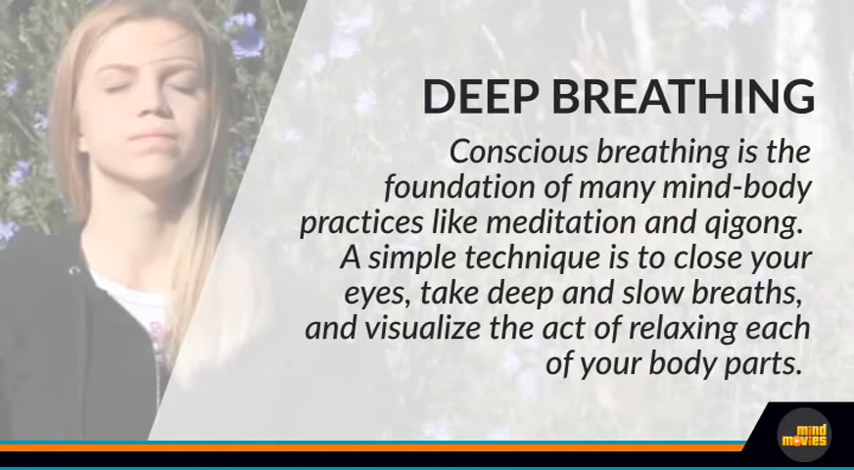 DEEP BREATHING
Conscious breathing is the
foundation of many mind-body
practices like meditation and qigong.
A simple technique is to close your
eyes, take deep and slow breaths,
and visualize the act of relaxing each
of your body parts.
mind
movies